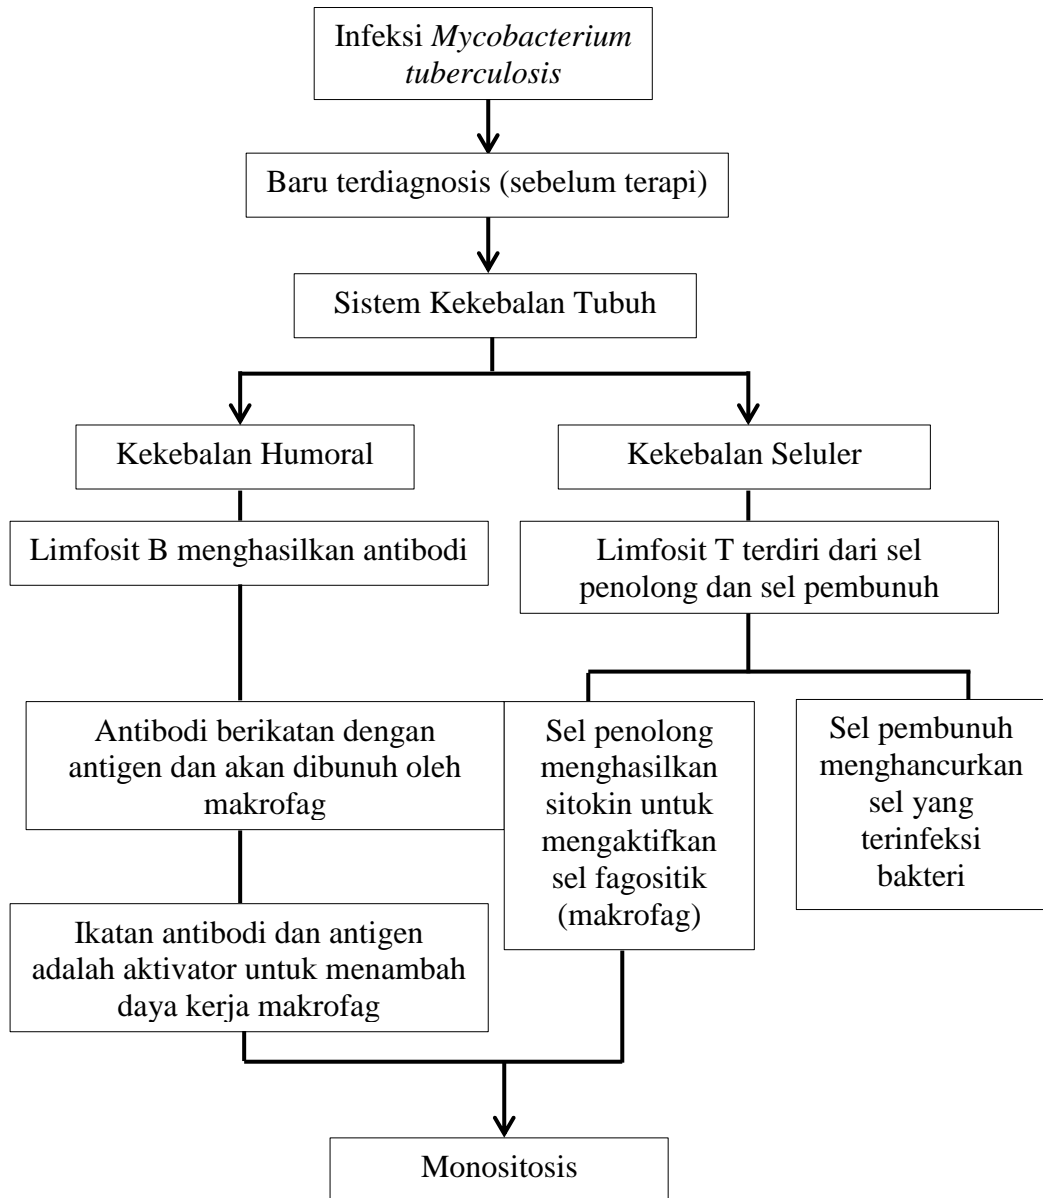 Infeksi Mycobacterium
tuberculosis
Baru terdiagnosis (sebelum terapi)
Sistem Kekebalan Tubuh
Kekebalan Humoral
Kekebalan Seluler
Limfosit B menghasilkan antibodi
Limfosit T terdiri dari sel
penolong dan sel pembunuh
Antibodi berikatan dengan
antigen dan akan dibunuh oleh
makrofag
Sel penolong
menghasilkan
sitokin untuk
mengaktifkan
sel fagositik
(makrofag)
Sel pembunuh
menghancurkan
sel yang
terinfeksi
bakteri
Ikatan antibodi dan antigen
adalah aktivator untuk menambah
daya kerja makrofag
Monositosis